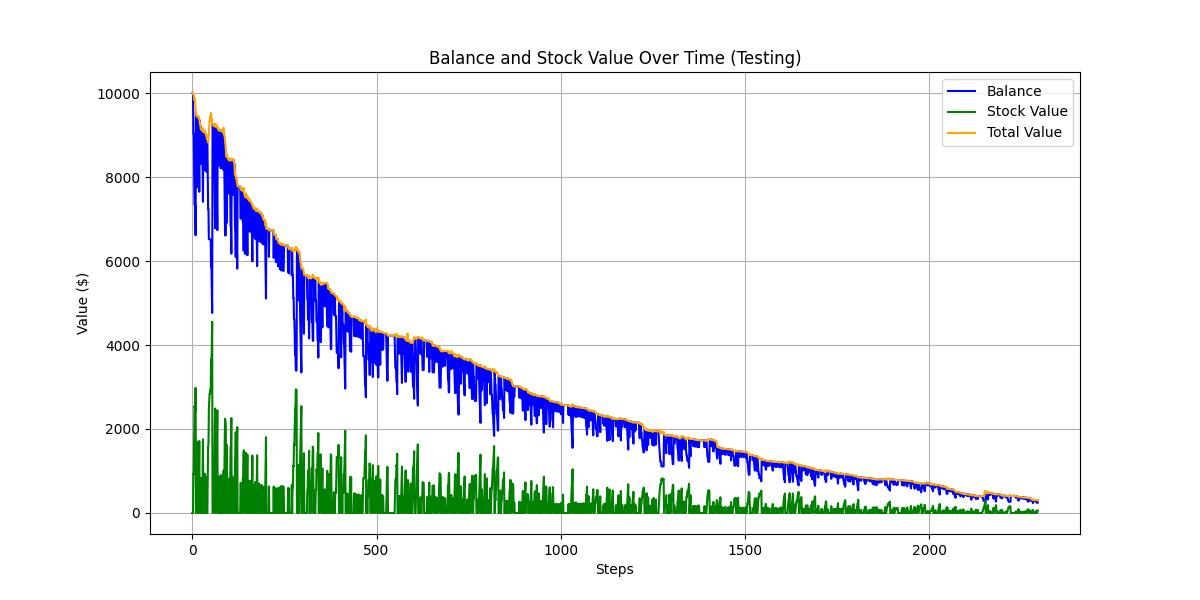 Balance and Stock Value Over Time (Testing)
Balance
Stock Value
Total Value
Value ($)
10000
8000
6000
4000
2000
0
0 500 1000 1500 2000
Steps